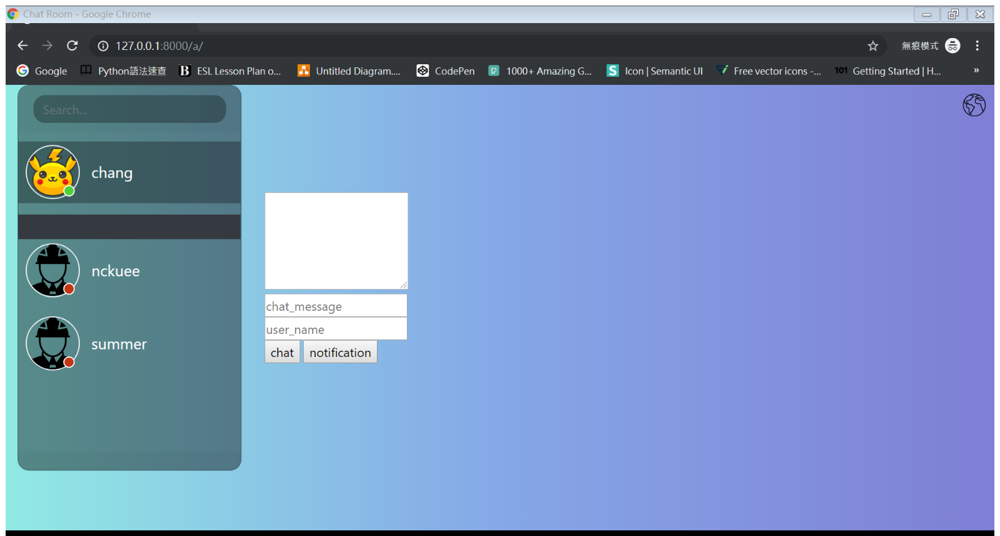 Chat Room - Google Chrome
127.0.0.1:8000/a/
無痕模式
Google Python語法速查 B ESL Lesson Plan o... Untitled Diagram.... CodePen 1000+ Amazing G... S Icon | Semantic UI Free vector icons -... 101 Getting Started | H... »
Search...
chang
nckuee
summer
chat_message
user_name
chat notification